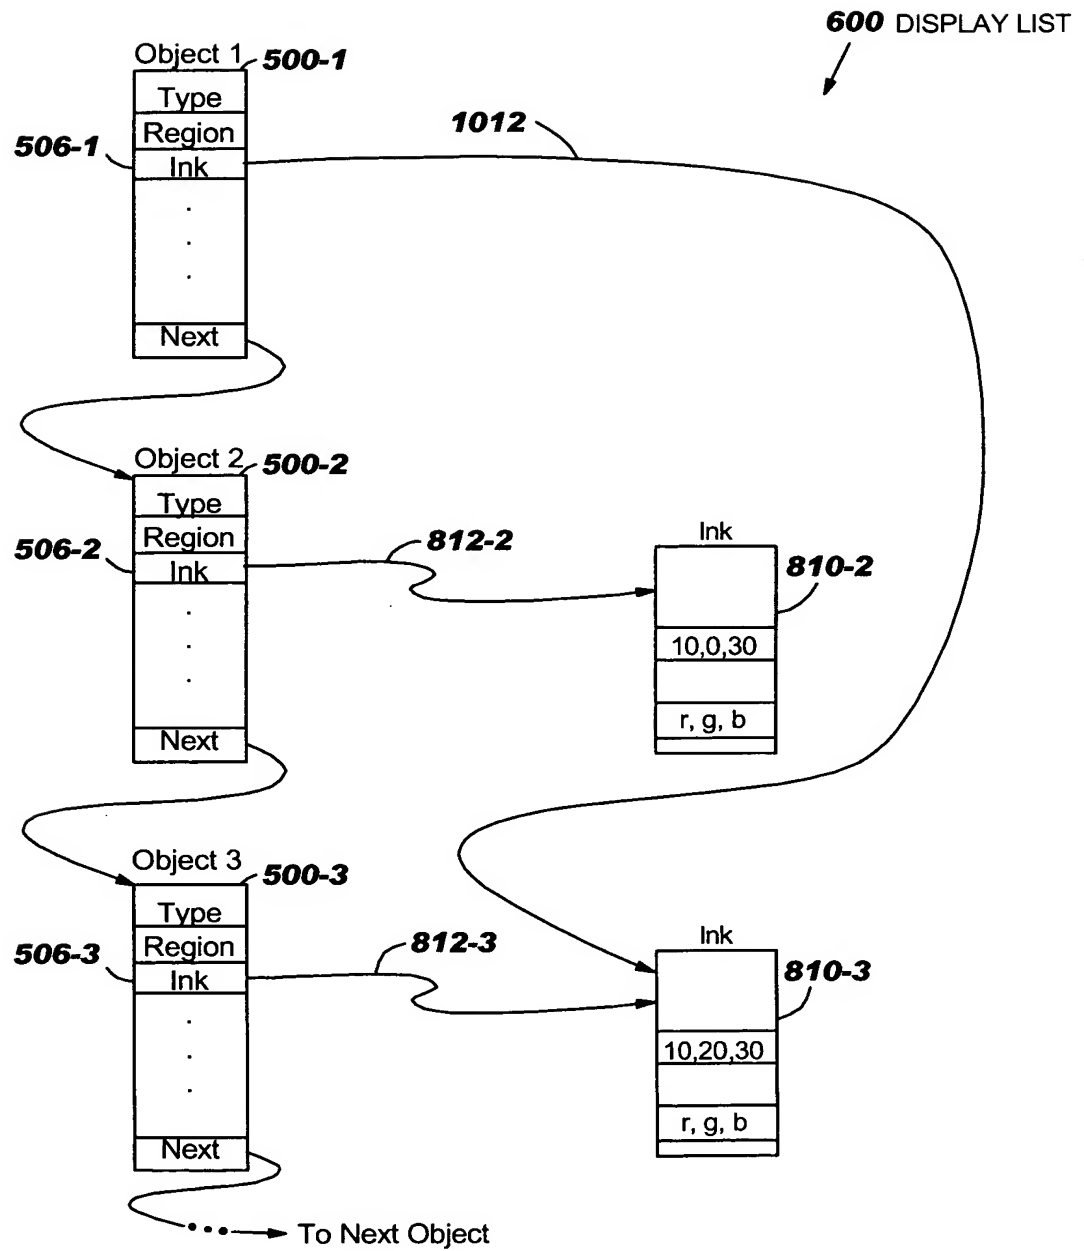 600 DISPLAY LIST
Object 1 500-1
Type
Region
506-1
Ink
1012
Next
Object 2 500-2
Type
Region
506-2
Ink
812-2
Ink
810-2
10,0,30
r, g, b
Next
Object 3 500-3
Type
Region
506-3
Ink
812-3
Ink
810-3
10,20,30
r, g, b
Next
To Next Object